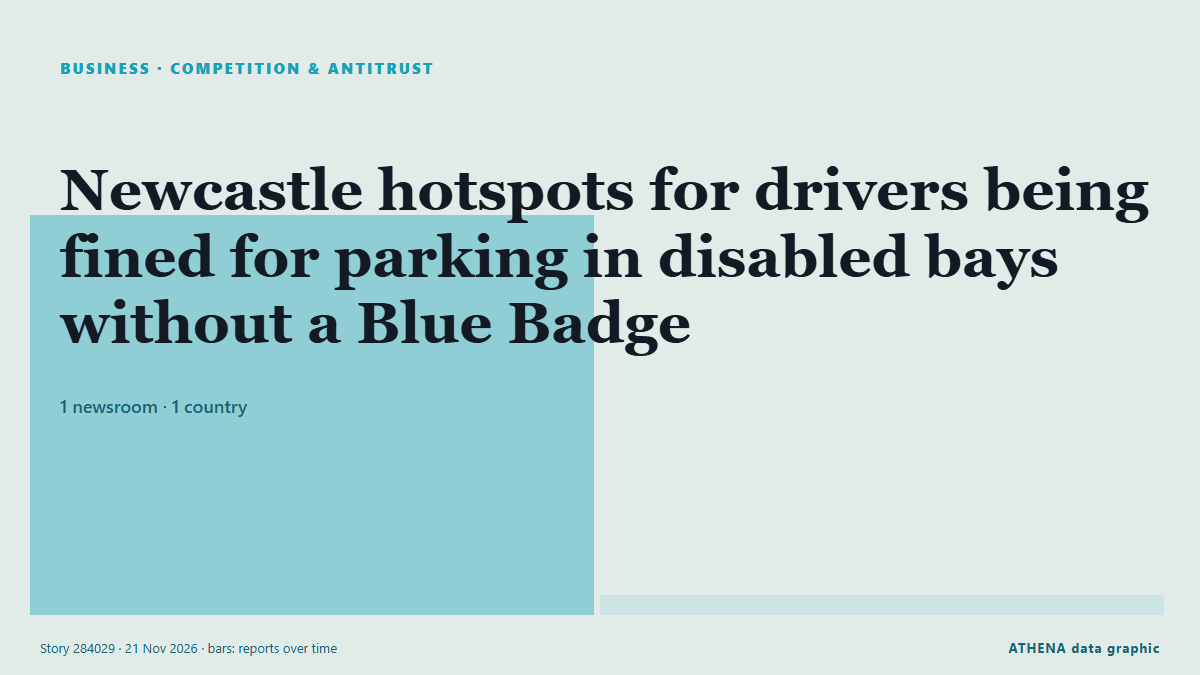 BUSINESS · COMPETITION & ANTITRUST
Newcastle hotspots for drivers being
fined for parking in disabled bays
without a Blue Badge
1 newsroom · 1 country
Story 284029 · 21 Nov 2026 · bars: reports over time
ATHENA data graphic